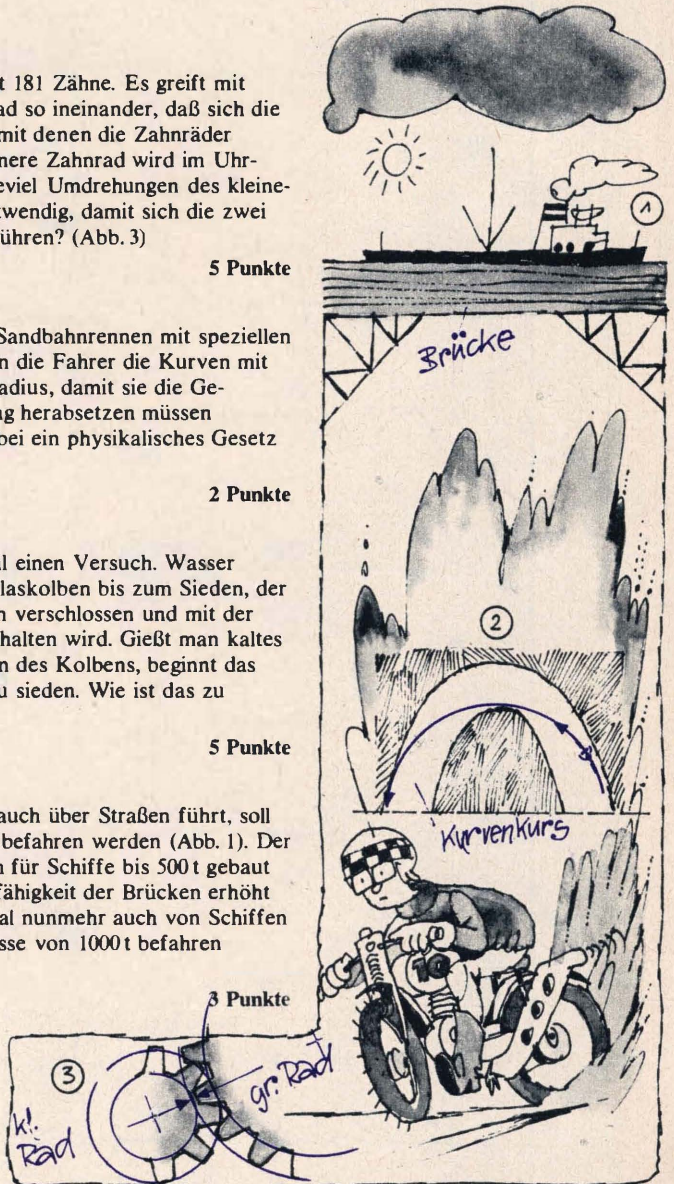 t 181 Zähne. Es greift mit
ad so ineinander, daß sich die
mit denen die Zahnräder
nere Zahnrad wird im Uhr-
eviel Umdrehungen des kleine-
wendig, damit sich die zwei
ühren? (Abb. 3)
5 Punkte
Sandbahnrennen mit speziellen
n die Fahrer die Kurven mit
adius, damit sie die Ge-
ag herabsetzen müssen
bei ein physikalisches Gesetz
2 Punkte
l einen Versuch. Wasser
laskolben bis zum Sieden, der
n verschlossen und mit der
halten wird. Gießt man kaltes
n des Kolbens, beginnt das
u sieden. Wie ist das zu
5 Punkte
auch über Straßen führt, soll
befahren werden (Abb. 1). Der
n für Schiffe bis 500 t gebaut
fähigkeit der Brücken erhöht
al nunmehr auch von Schiffen
sse von 1000 t befahren
3 Punkte
1
Brücke
2
Kurvenkurs
10
3
kl.
Rad
gr. Rad